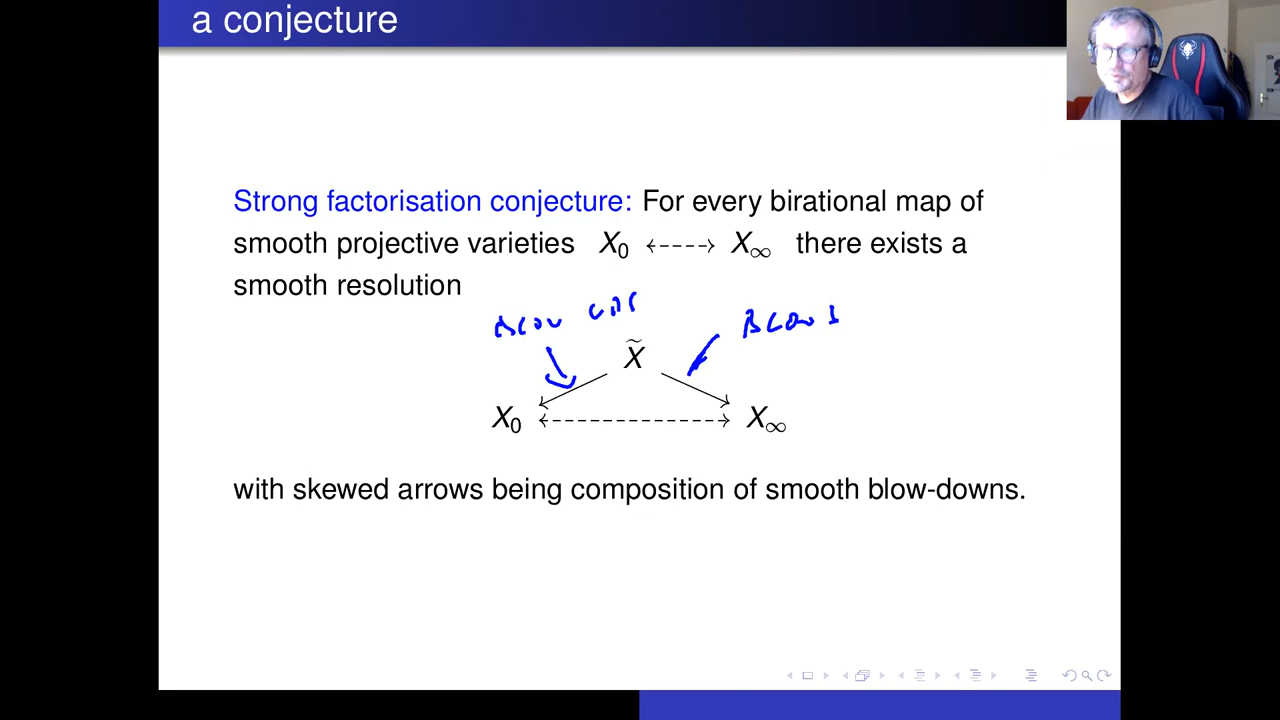 a conjecture
Strong factorisation conjecture: For every birational map of
smooth projective varieties X₀ <----> X∞ there exists a
smooth resolution
X̃
X₀ <----> X∞
with skewed arrows being composition of smooth blow-downs.